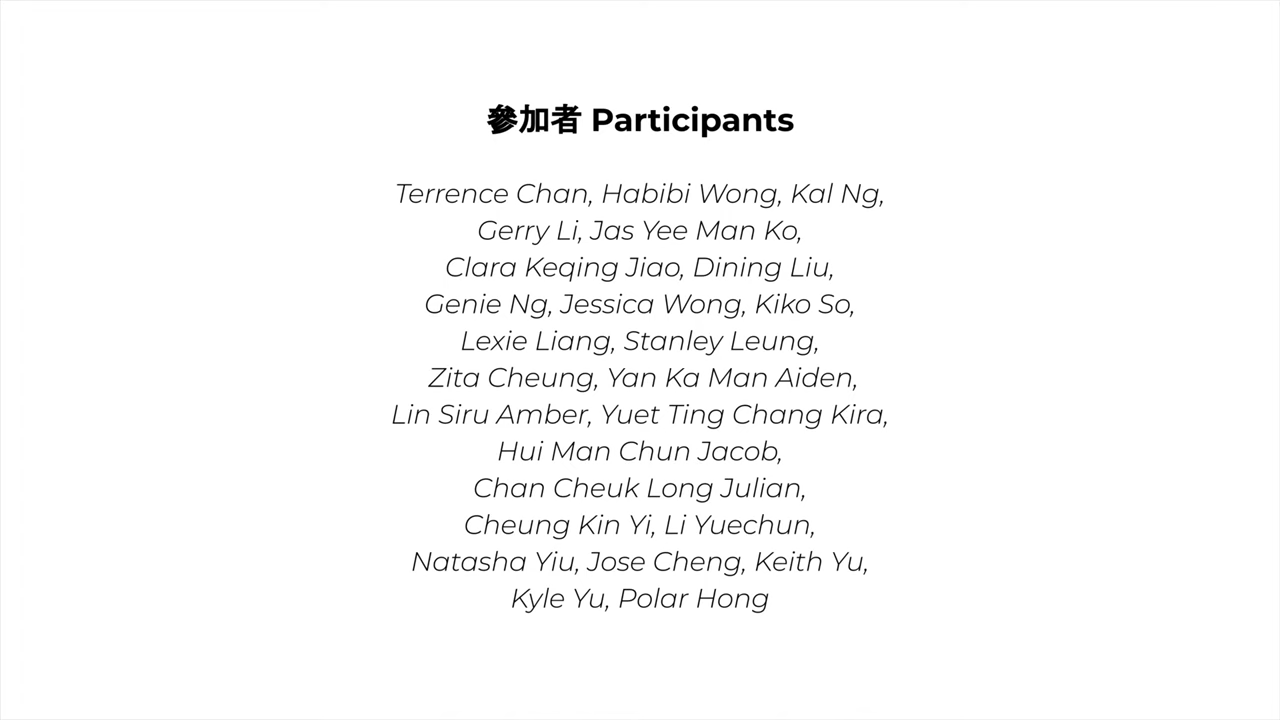 參加者 Participants
Terrence Chan, Habibi Wong, Kal Ng,
Gerry Li, Jas Yee Man Ko,
Clara Keqing Jiao, Dining Liu,
Genie Ng, Jessica Wong, Kiko So,
Lexie Liang, Stanley Leung,
Zita Cheung, Yan Ka Man Aiden,
Lin Siru Amber, Yuet Ting Chang Kira,
Hui Man Chun Jacob,
Chan Cheuk Long Julian,
Cheung Kin Yi, Li Yuechun,
Natasha Yiu, Jose Cheng, Keith Yu,
Kyle Yu, Polar Hong